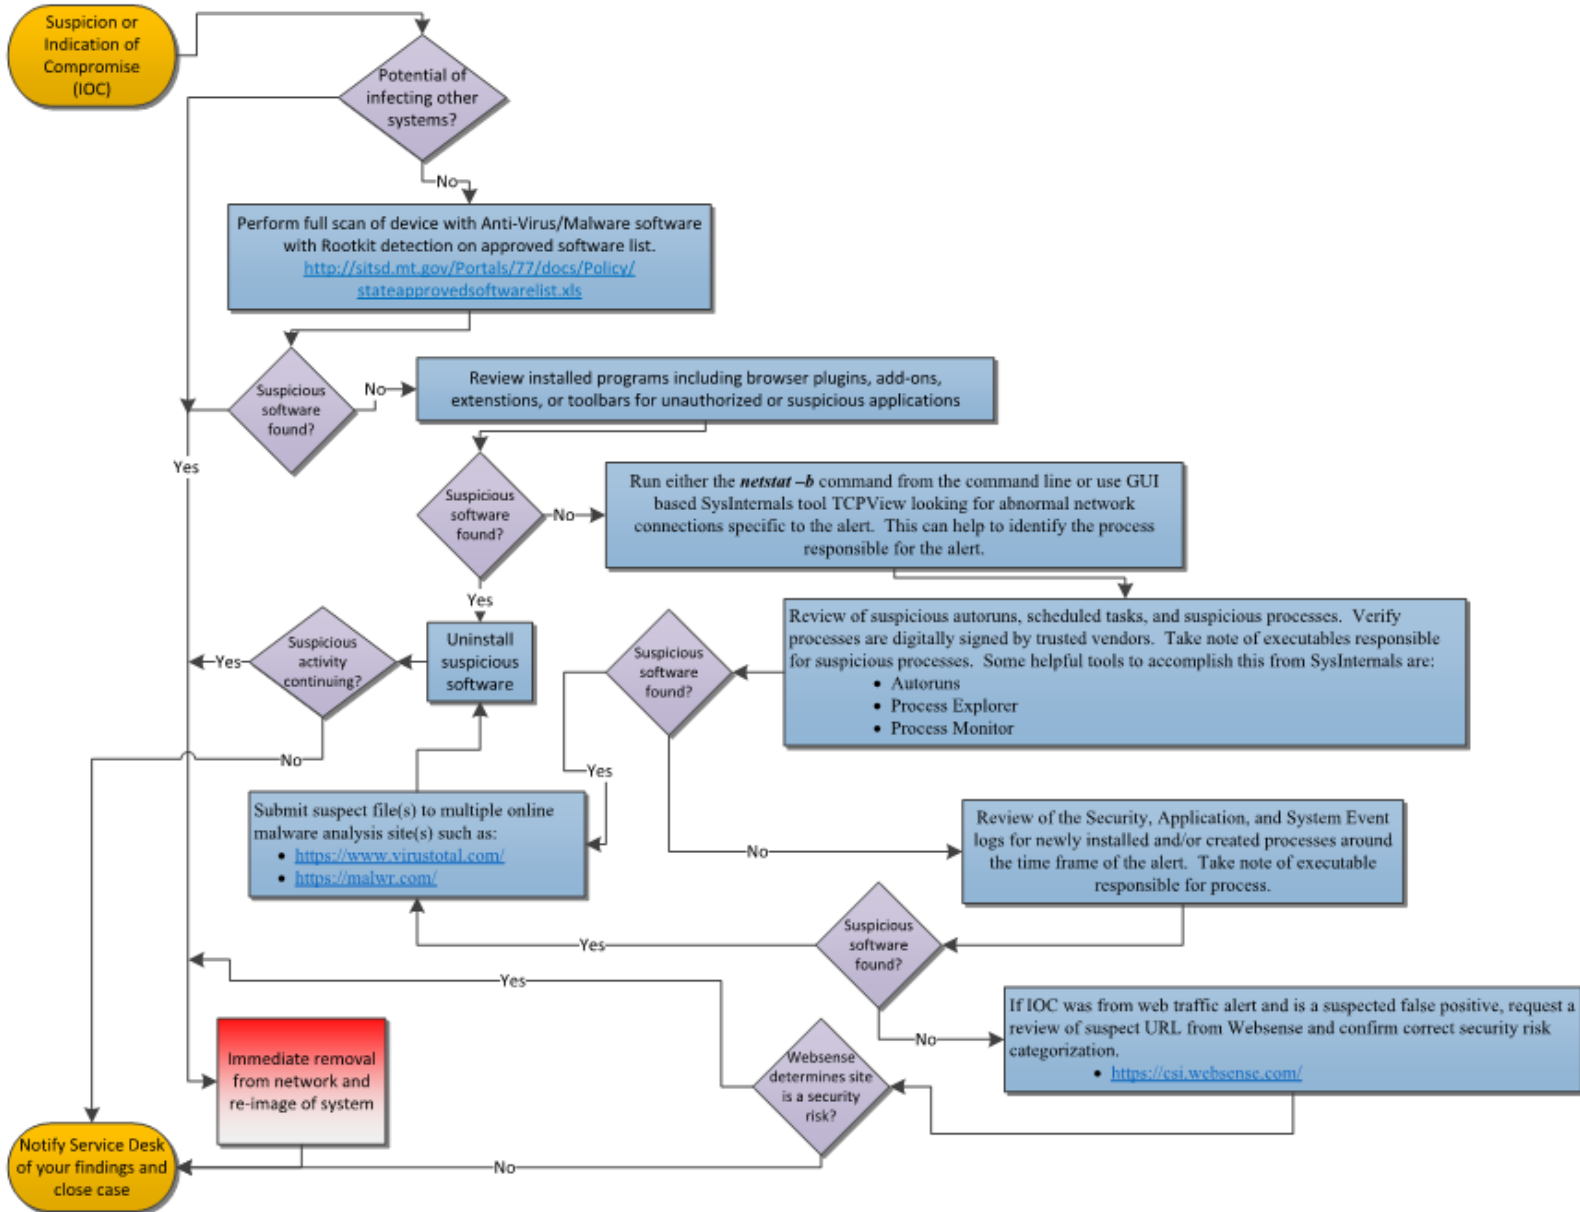 Suspicion or
Indication of
Compromise
(IOC)
Potential of
infecting other
systems?
No
Perform full scan of device with Anti-Virus/Malware software
with Rootkit detection on approved software list.
http://sitsd.mt.gov/Portals/77/docs/Policy/
stateapprovedsoftwarelist.xls
Suspicious
software
found?
No
Review installed programs including browser plugins, add-ons,
extenstions, or toolbars for unauthorized or suspicious applications
Yes
Suspicious
software
found?
No
Run either the netstat –b command from the command line or use GUI
based SysInternals tool TCPView looking for abnormal network
connections specific to the alert. This can help to identify the process
responsible for the alert.
Yes
Suspicious
activity
continuing?
Yes
Uninstall
suspicious
software
Suspicious
software
found?
Review of suspicious autoruns, scheduled tasks, and suspicious processes. Verify
processes are digitally signed by trusted vendors. Take note of executables responsible
for suspicious processes. Some helpful tools to accomplish this from SysInternals are:
• Autoruns
• Process Explorer
• Process Monitor
No
Yes
Submit suspect file(s) to multiple online
malware analysis site(s) such as:
• https://www.virustotal.com/
• https://malwr.com/
No
Review of the Security, Application, and System Event
logs for newly installed and/or created processes around
the time frame of the alert. Take note of executable
responsible for process.
Yes
Suspicious
software
found?
Yes
No
If IOC was from web traffic alert and is a suspected false positive, request a
review of suspect URL from Websense and confirm correct security risk
categorization.
• https://csi.websense.com/
Immediate removal
from network and
re-image of system
Websense
determines site
is a security
risk?
No
Notify Service Desk
of your findings and
close case